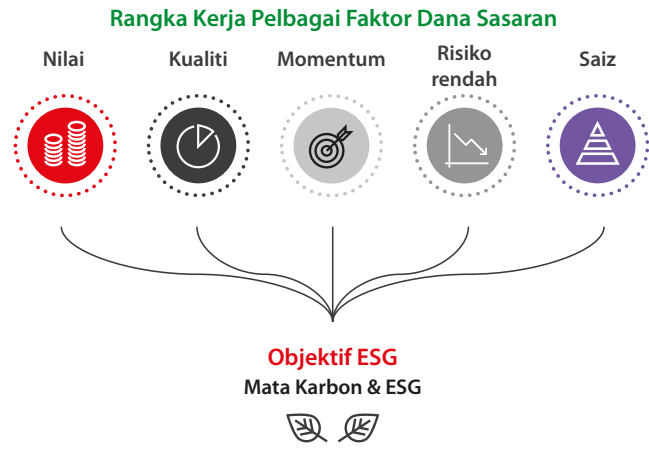 Rangka Kerja Pelbagai Faktor Dana Sasaran
Nilai
Kualiti
Momentum
Risiko
rendah
Saiz
Objektif ESG
Mata Karbon & ESG